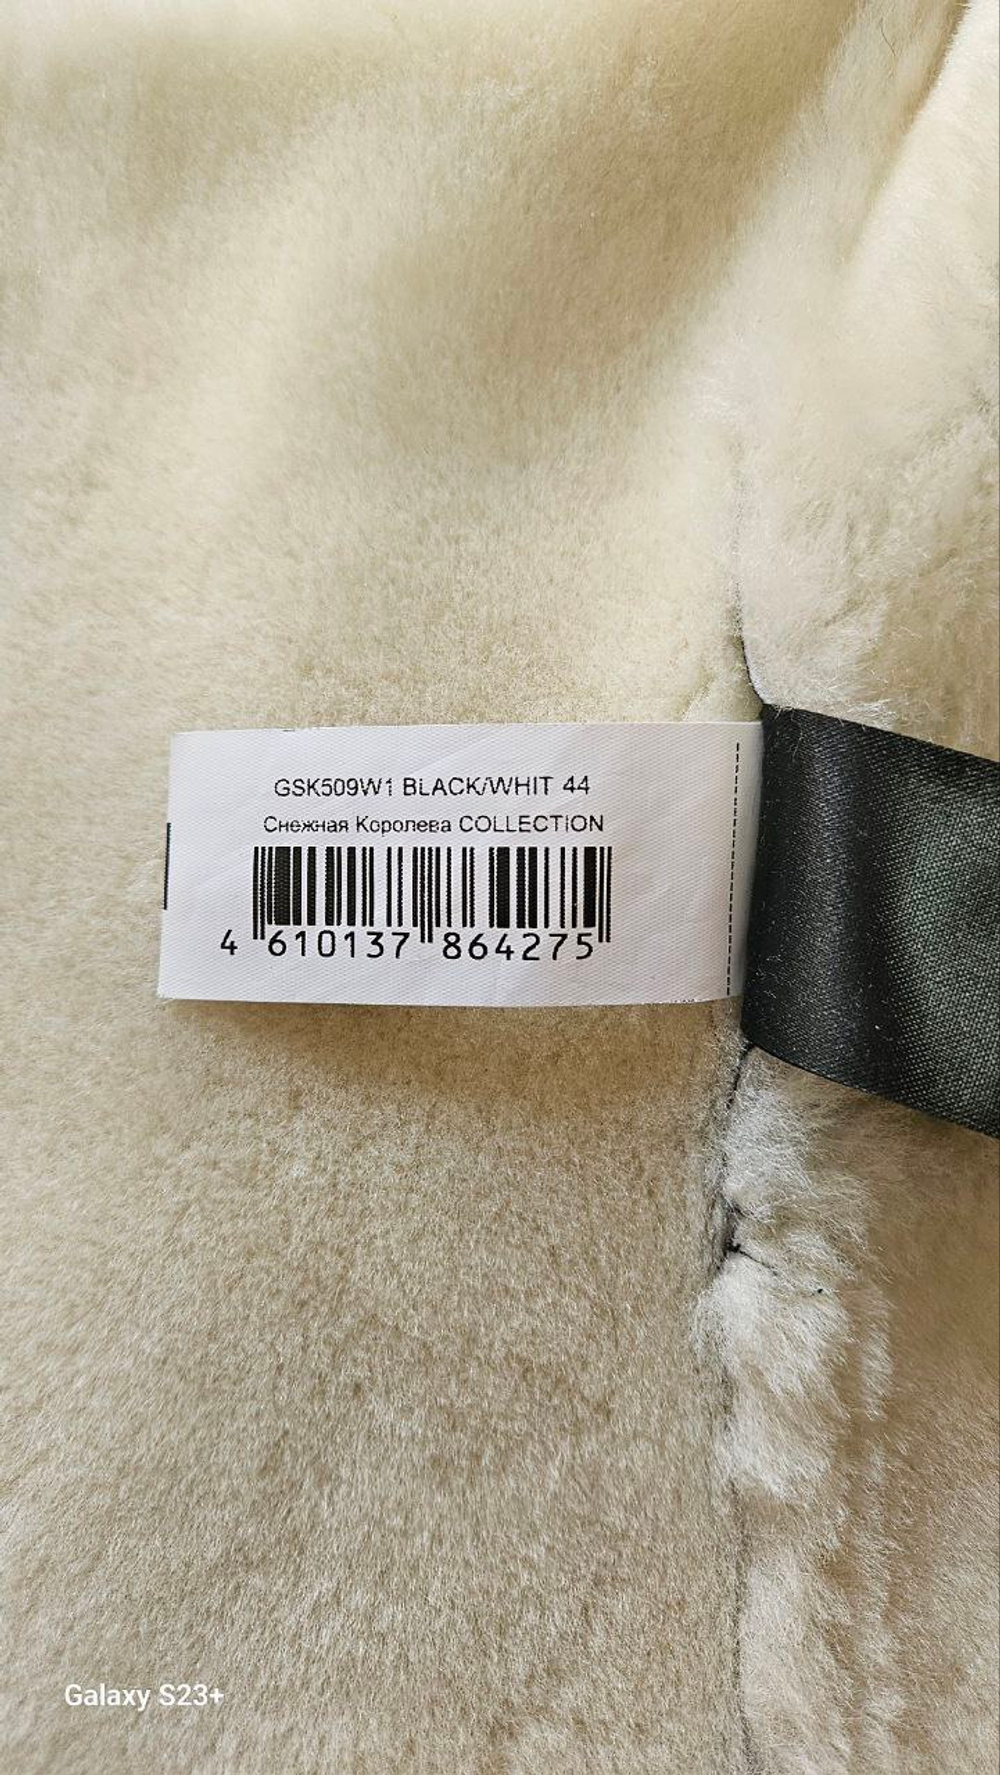 GSK509W1 BLACK/WHIT 44
Снежная Королева COLLECTION
4 610137 864275
Galaxy S23+